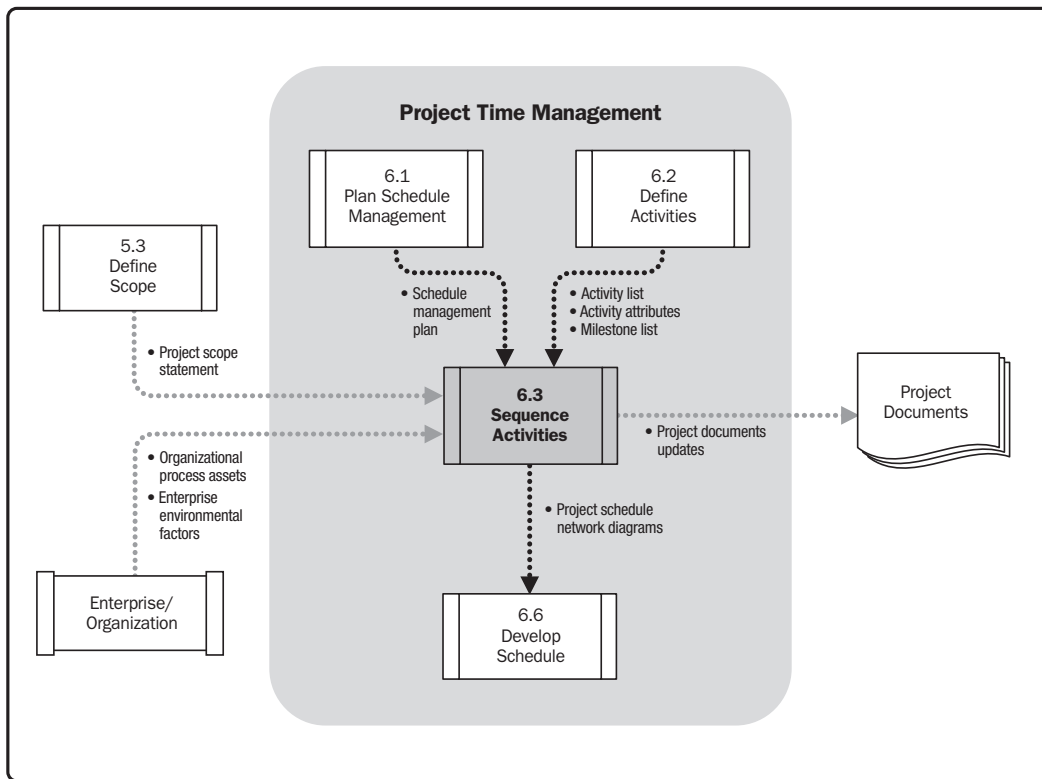 Project Time Management
6.1
Plan Schedule
Management
6.2
Define
Activities
5.3
Define
Scope
• Schedule
management
plan
• Activity list
• Activity attributes
• Milestone list
• Project scope
statement
6.3
Sequence
Activities
Project
Documents
• Project documents
updates
• Organizational
process assets
• Enterprise
environmental
factors
• Project schedule
network diagrams
Enterprise/
Organization
6.6
Develop
Schedule